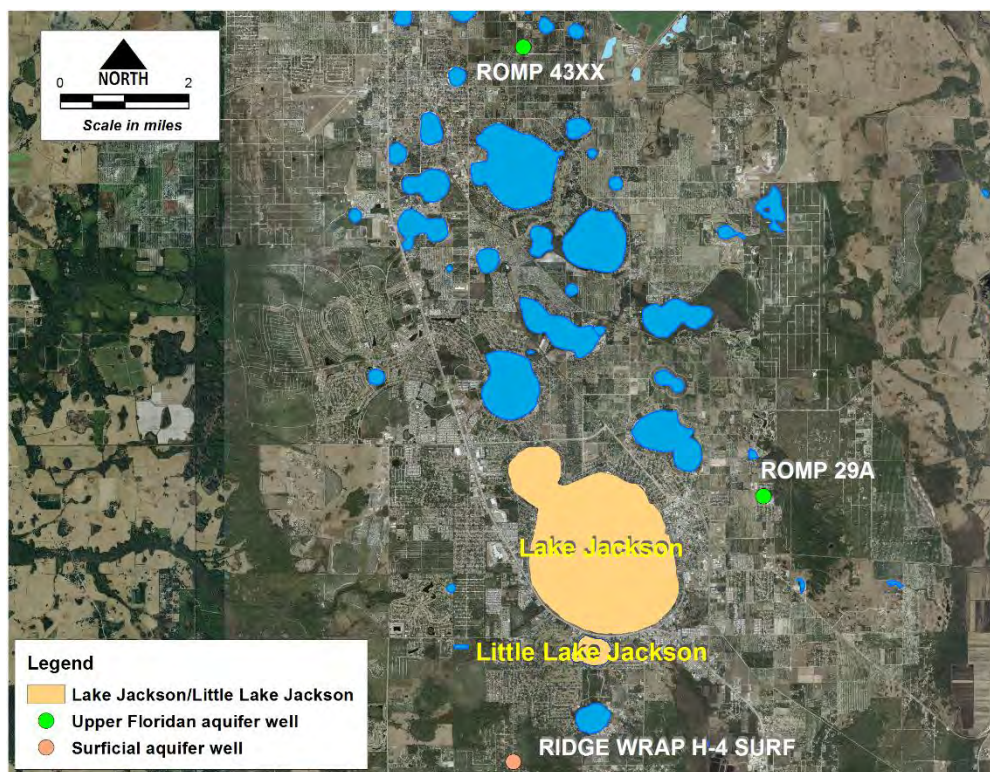 ROMP 43XX
NORTH
0 2
Scale in miles
ROMP 29A
Lake Jackson
Little Lake Jackson
Legend
Lake Jackson/Little Lake Jackson
Upper Floridan aquifer well
Surficial aquifer well
RIDGE WRAP H-4 SURF